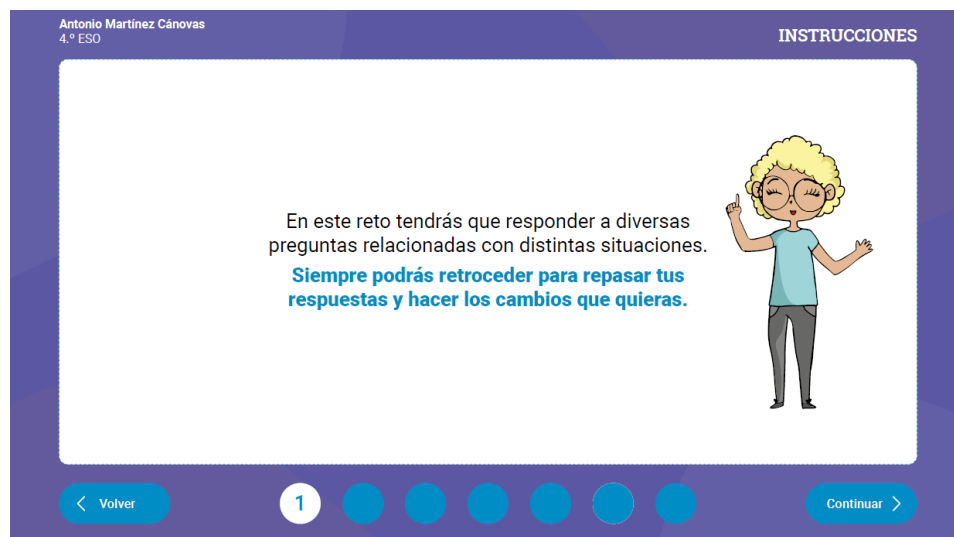 Antonio Martínez Cánovas
4.º ESO
INSTRUCCIONES
En este reto tendrás que responder a diversas
preguntas relacionadas con distintas situaciones.
Siempre podrás retroceder para repasar tus
respuestas y hacer los cambios que quieras.
Volver
1
Continuar